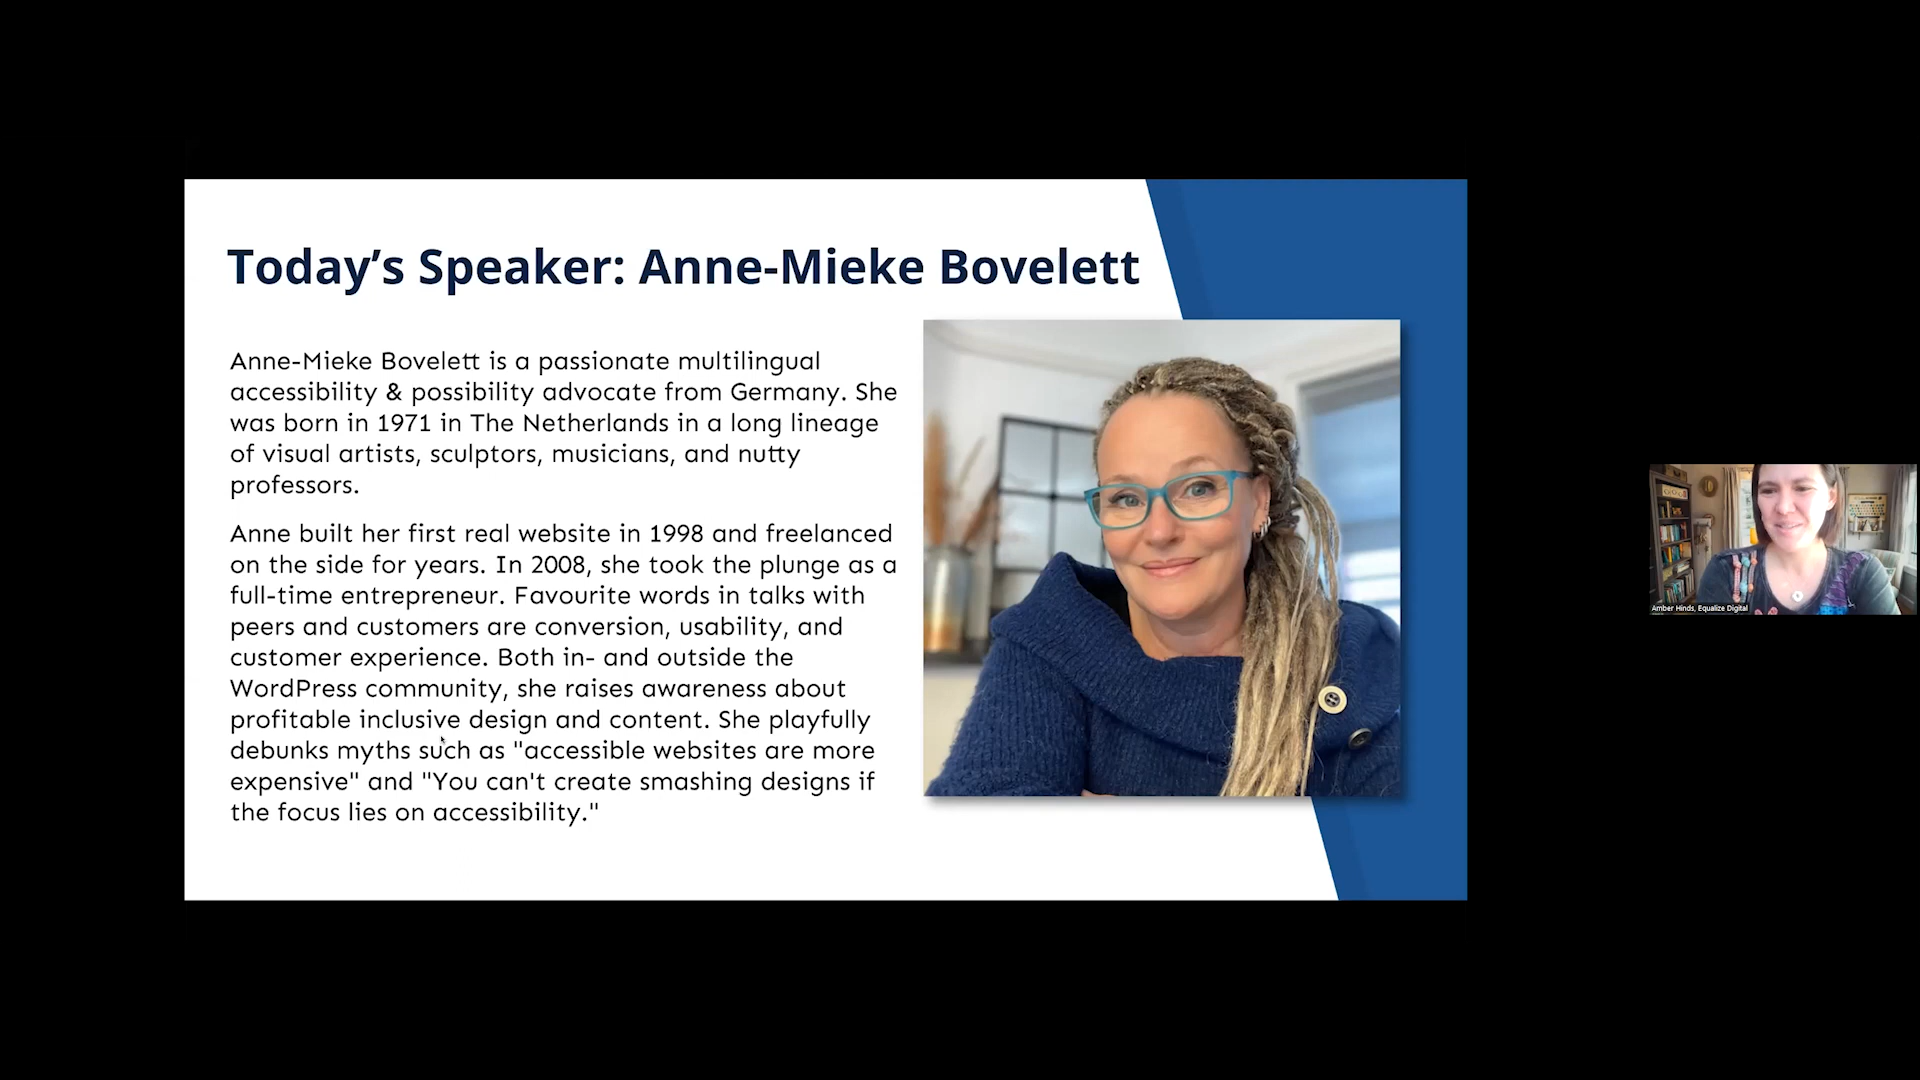 Today’s Speaker: Anne-Mieke Bovelett
Anne-Mieke Bovelett is a passionate multilingual
accessibility & possibility advocate from Germany. She
was born in 1971 in The Netherlands in a long lineage
of visual artists, sculptors, musicians, and nutty
professors.
Anne built her first real website in 1998 and freelanced
on the side for years. In 2008, she took the plunge as a
full-time entrepreneur. Favourite words in talks with
peers and customers are conversion, usability, and
customer experience. Both in- and outside the
WordPress community, she raises awareness about
profitable inclusive design and content. She playfully
debunks myths such as "accessible websites are more
expensive" and "You can't create smashing designs if
the focus lies on accessibility."
Amber Hinds, Equalize Digital